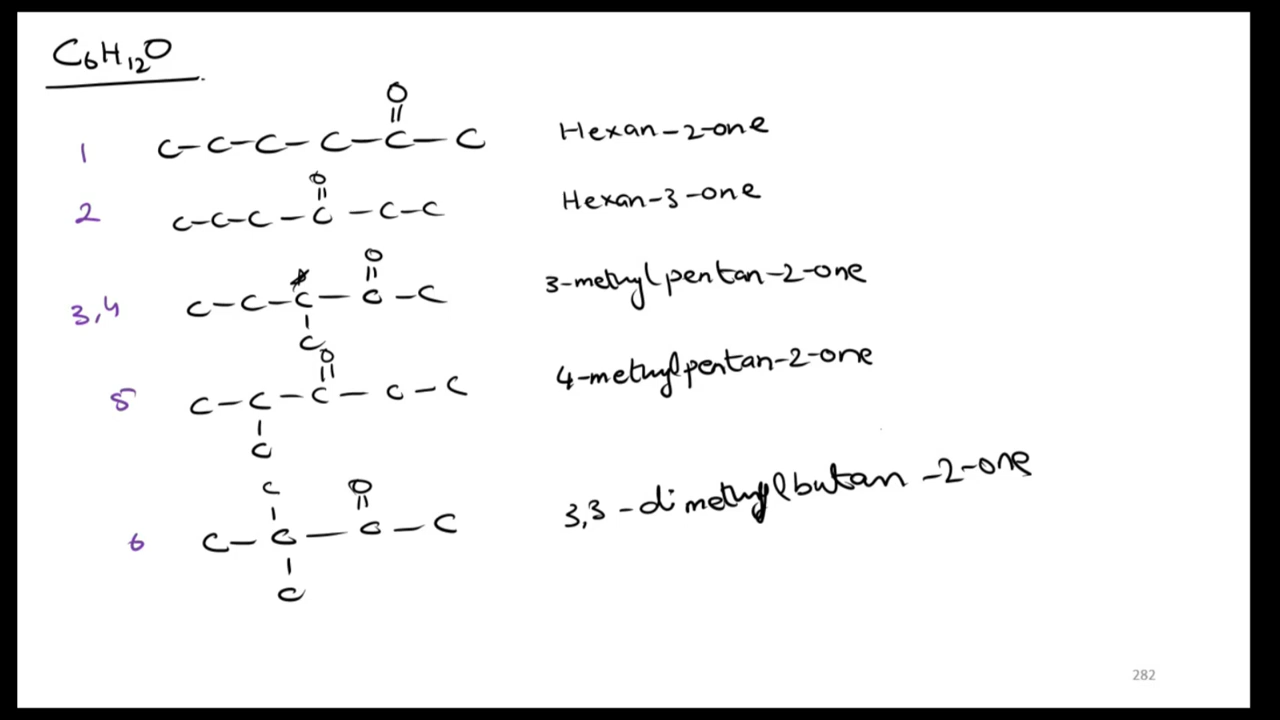 C₆H₁₂O
O
1 C-C-C-C-C-C Hexan-2-one
O
2 C-C-C-C-C-C Hexan-3-one
O
3,4 C-C-C*-C-C 3-methylpentan-2-one
C
O
5 C-C-C-C-C 4-methylpentan-2-one
C
C O
6 C-C-C-C 3,3-dimethylbutan-2-one
C
282